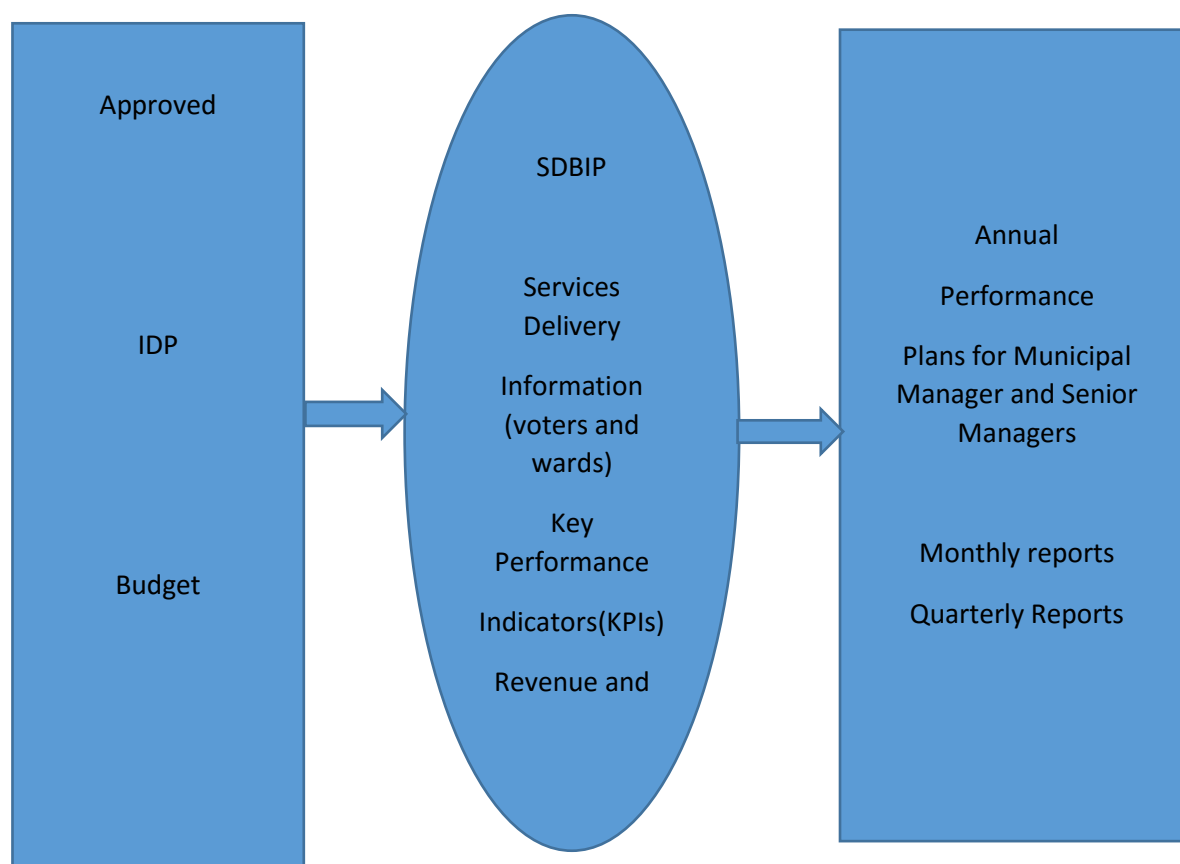 Approved
IDP
Budget
SDBIP
Services
Delivery
Information
(voters and
wards)
Key
Performance
Indicators(KPIs)
Revenue and
Annual
Performance
Plans for Municipal
Manager and Senior
Managers
Monthly reports
Quarterly Reports